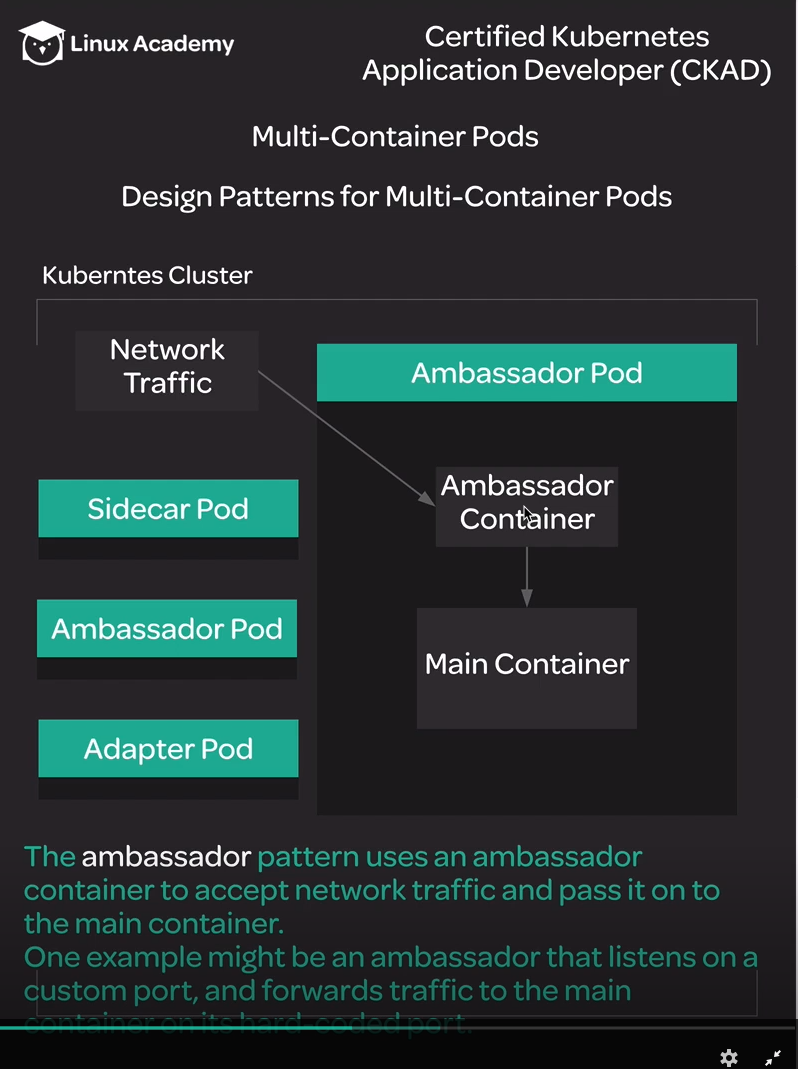 Linux Academy
Certified Kubernetes
Application Developer (CKAD)
Multi-Container Pods
Design Patterns for Multi-Container Pods
Kuberntes Cluster
Network
Traffic
Ambassador Pod
Ambassador
Container
Main Container
Sidecar Pod
Ambassador Pod
Adapter Pod
The ambassador pattern uses an ambassador
container to accept network traffic and pass it on to
the main container.
One example might be an ambassador that listens on a
custom port, and forwards traffic to the main
container on its hard-coded port.